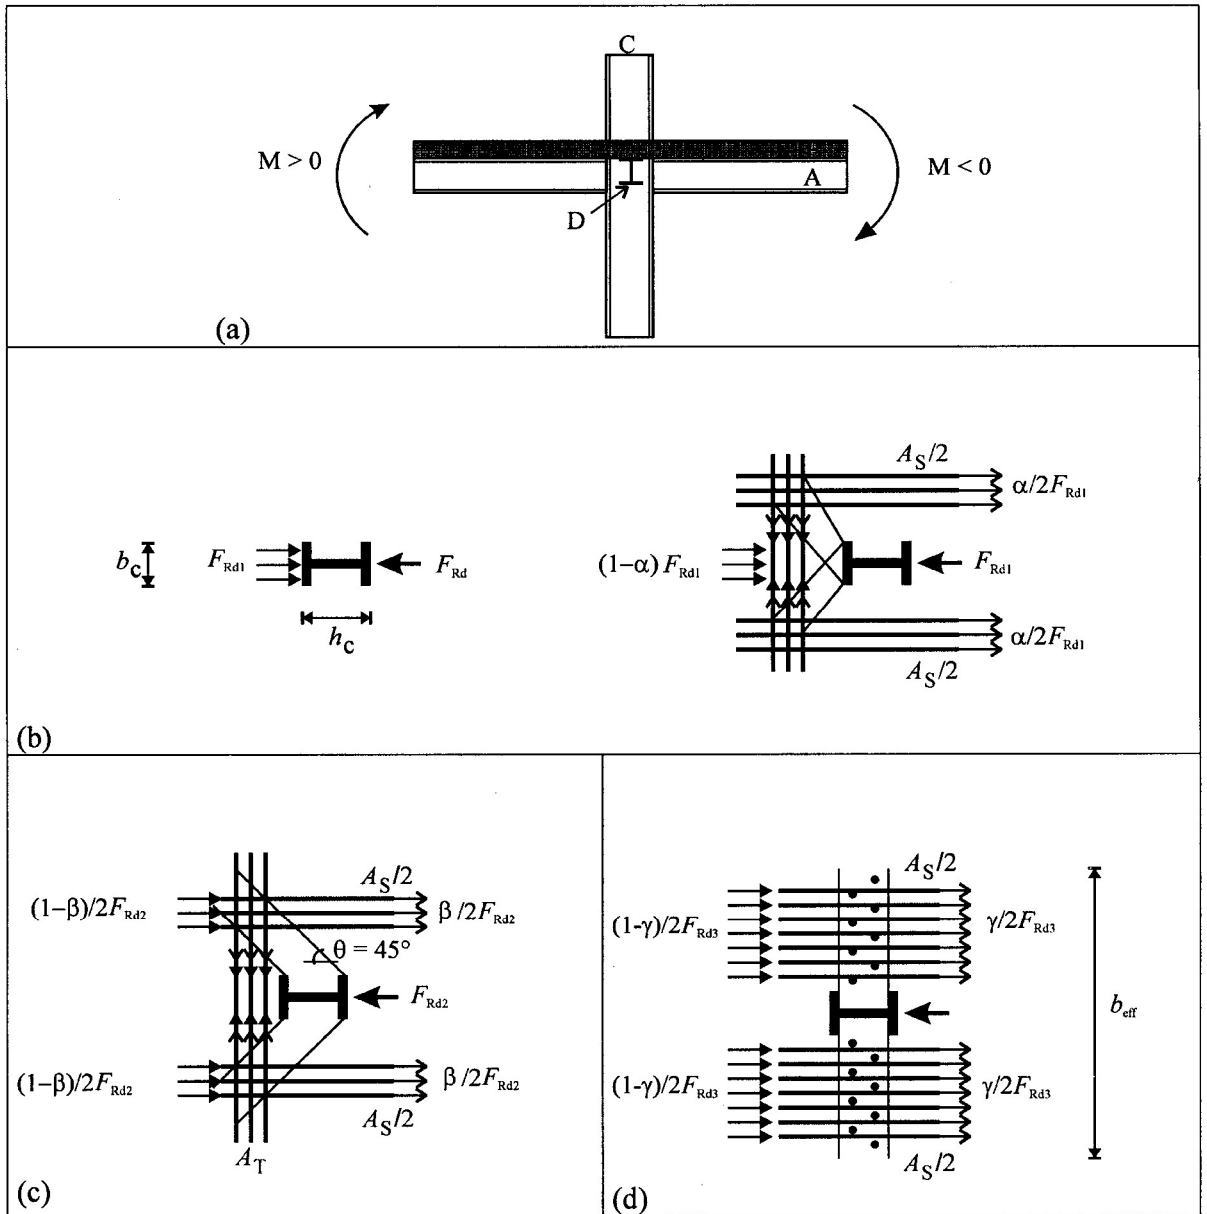 C
M > 0
M < 0
A
D
(a)
A_S/2
α/2F_Rd1
b_c
F_Rd1
F_Rd
(1−α) F_Rd1
F_Rd1
h_c
α/2F_Rd1
A_S/2
(b)
A_S/2
(1−β)/2F_Rd2
β/2F_Rd2
θ = 45°
F_Rd2
(1−β)/2F_Rd2
β/2F_Rd2
A_S/2
A_T
(c)
A_S/2
(1-γ)/2F_Rd3
γ/2F_Rd3
b_eff
(1-γ)/2F_Rd3
γ/2F_Rd3
A_S/2
(d)